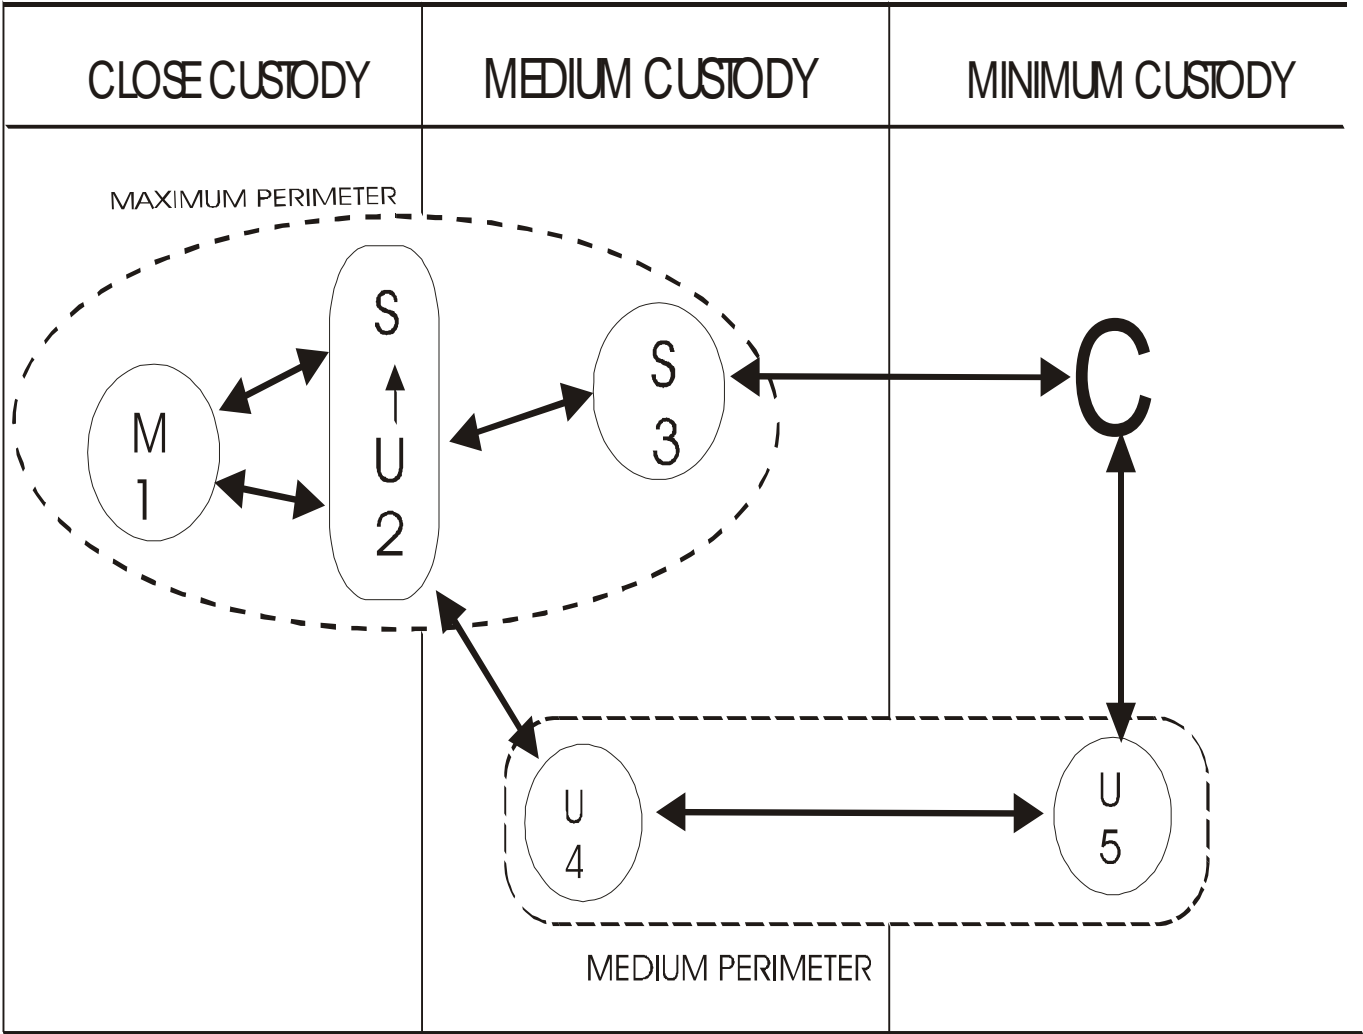 CLOSE CUSTODY
MEDIUM CUSTODY
MINIMUM CUSTODY
MAXIMUM PERIMETER
M
1
S
U
2
S
3
C
U
4
U
5
MEDIUM PERIMETER